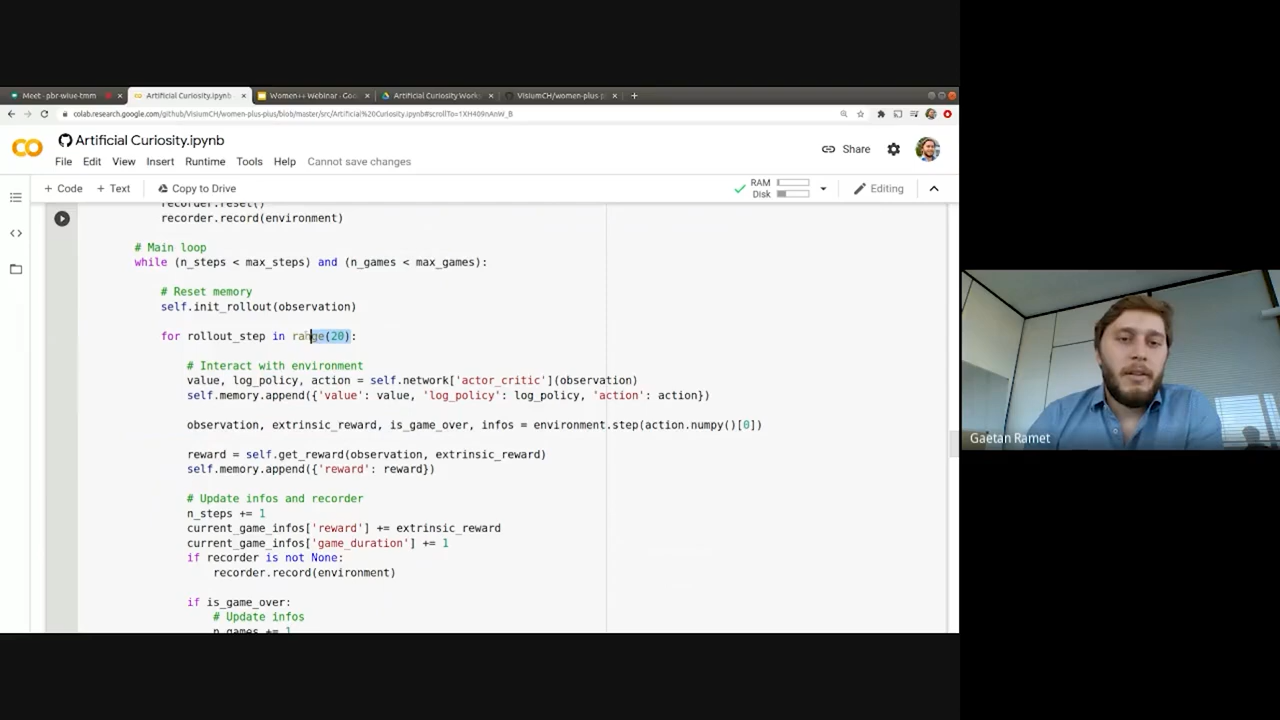 Meet - pbr-wiue-tmm
Artificial Curiosity.ipynb
Women++ Webinar - Goo
Artificial Curiosity Works
VisiumCH/women-plus-p
colab.research.google.com/github/VisiumCH/women-plus-plus/blob/master/src/Artificial%20Curiosity.ipynb#scrollTo=1XH409nAnW_B
Artificial Curiosity.ipynb
File Edit View Insert Runtime Tools Help Cannot save changes
Share
+ Code + Text Copy to Drive
RAM
Disk
Editing
recorder.reset()
recorder.record(environment)
# Main loop
while (n_steps < max_steps) and (n_games < max_games):
# Reset memory
self.init_rollout(observation)
for rollout_step in range(20):
# Interact with environment
value, log_policy, action = self.network['actor_critic'](observation)
self.memory.append({'value': value, 'log_policy': log_policy, 'action': action})
observation, extrinsic_reward, is_game_over, infos = environment.step(action.numpy()[0])
reward = self.get_reward(observation, extrinsic_reward)
self.memory.append({'reward': reward})
# Update infos and recorder
n_steps += 1
current_game_infos['reward'] += extrinsic_reward
current_game_infos['game_duration'] += 1
if recorder is not None:
recorder.record(environment)
if is_game_over:
# Update infos
n_games += 1
Gaetan Ramet